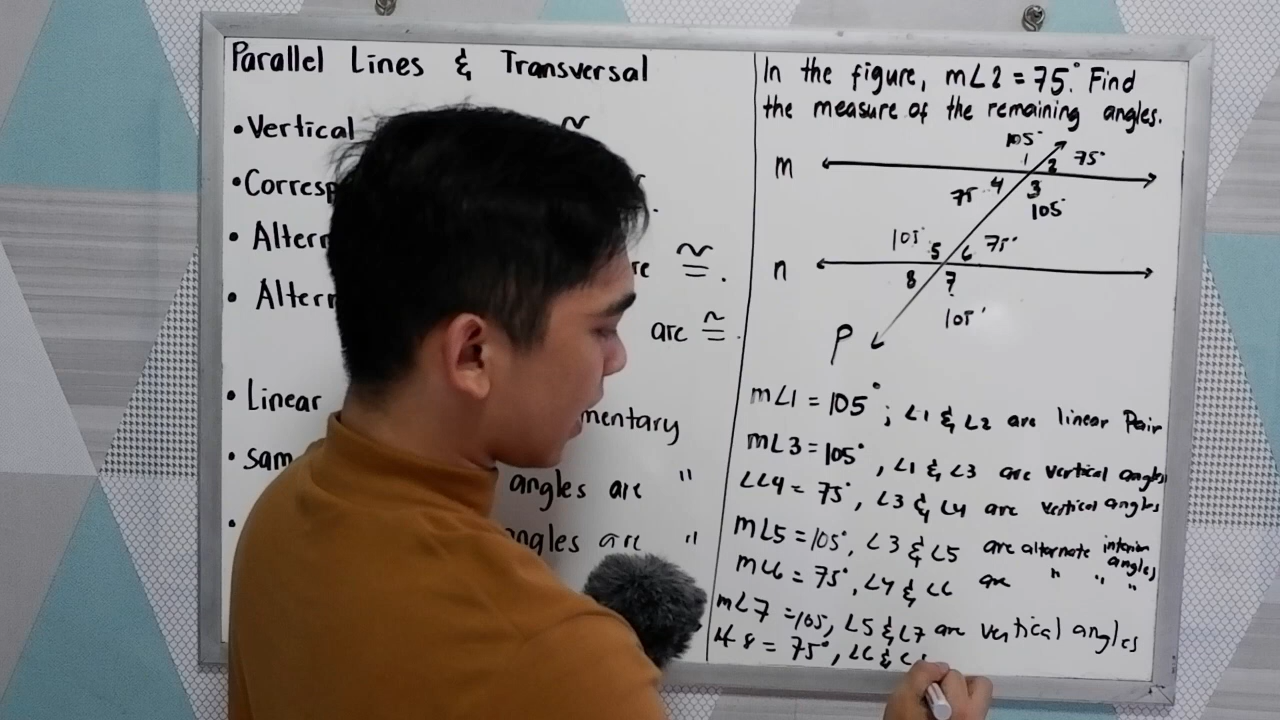 Parallel Lines & Transversal
• Vertical ≅
• Corresp
• Altern re ≅.
• Altern are ≅.
• Linear mentary
• sam angles are "
• ngles are "
In the figure, m∠2 = 75°. Find
the measure of the remaining angles.
105°
1 2 75°
m
75 4 3
105°
105° 5 6 75°
n
8 7
105°
P
m∠1 = 105°; ∠1 & ∠2 are linear Pair
m∠3 = 105°, ∠1 & ∠3 are vertical angles
∠∠4 = 75°, ∠3 & ∠4 are vertical angles
m∠5 = 105°, ∠3 & ∠5 are alternate interior angles
m∠6 = 75°, ∠4 & ∠6 are " " "
m∠7 = 105, ∠5 & ∠7 are vertical angles
8 = 75°, ∠6 &